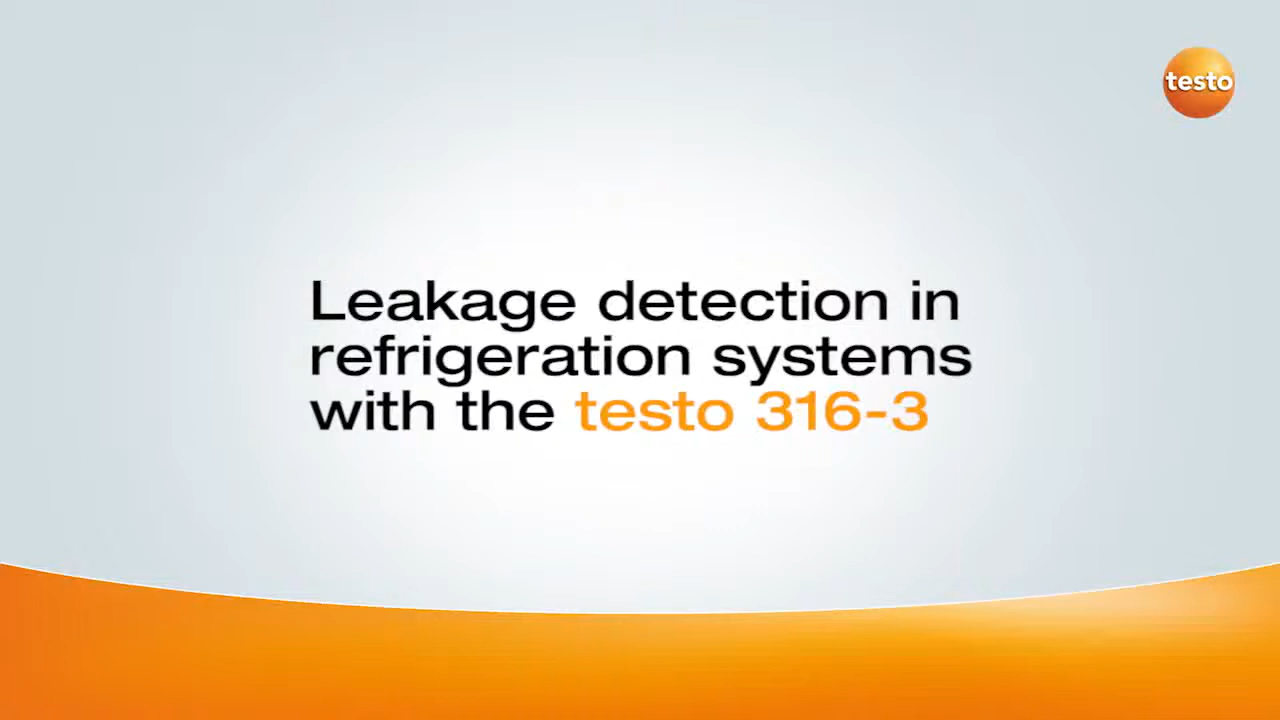 testo
Leakage detection in
refrigeration systems
with the testo 316-3